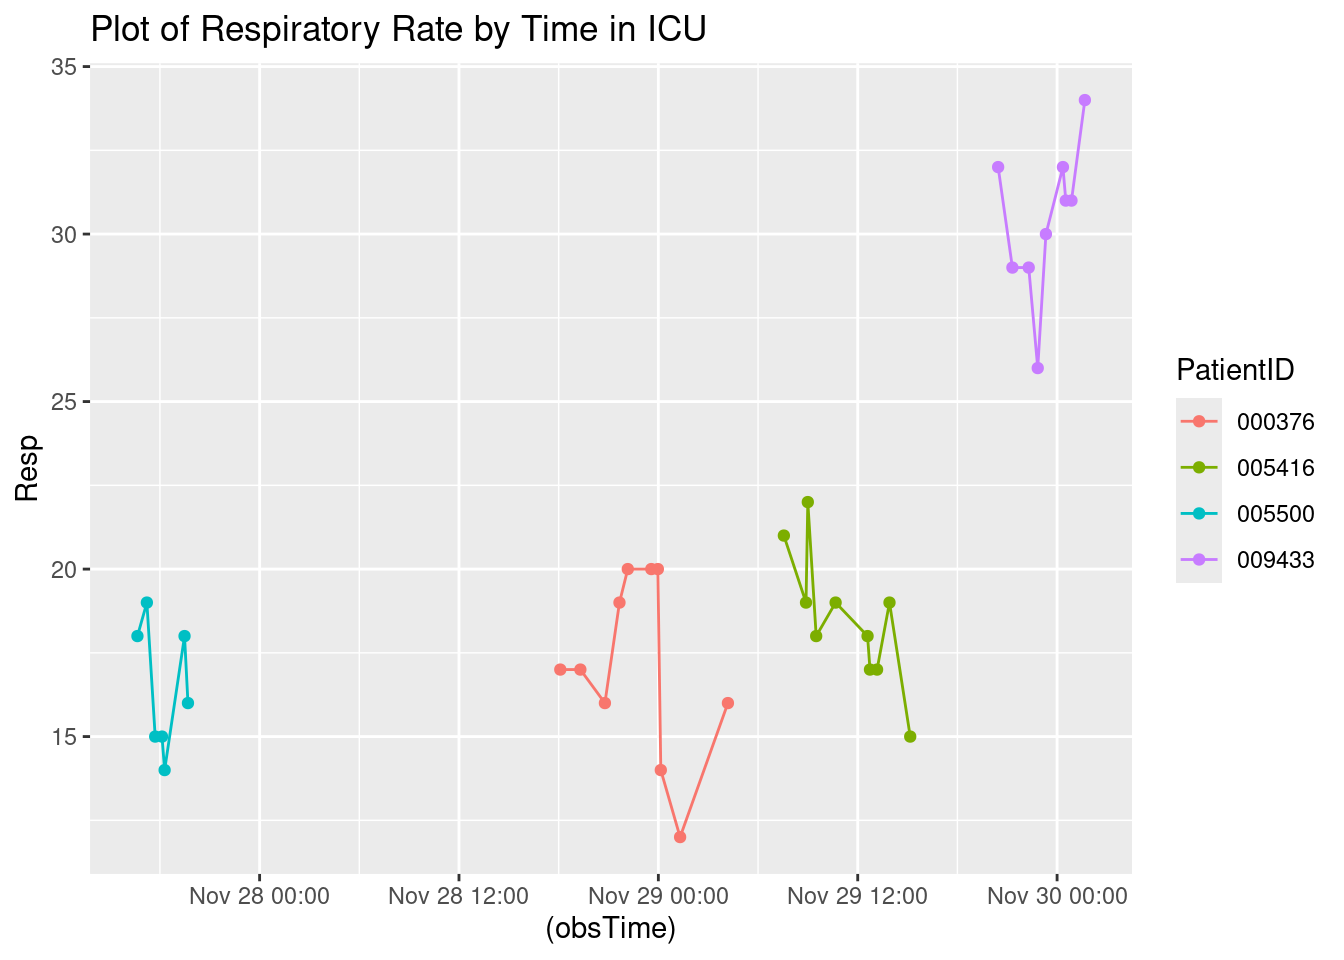 Plot of Respiratory Rate by Time in ICU
35
30
25
20
15
Resp
Nov 28 00:00
Nov 28 12:00
Nov 29 00:00
Nov 29 12:00
Nov 30 00:00
(obsTime)
PatientID
000376
005416
005500
009433